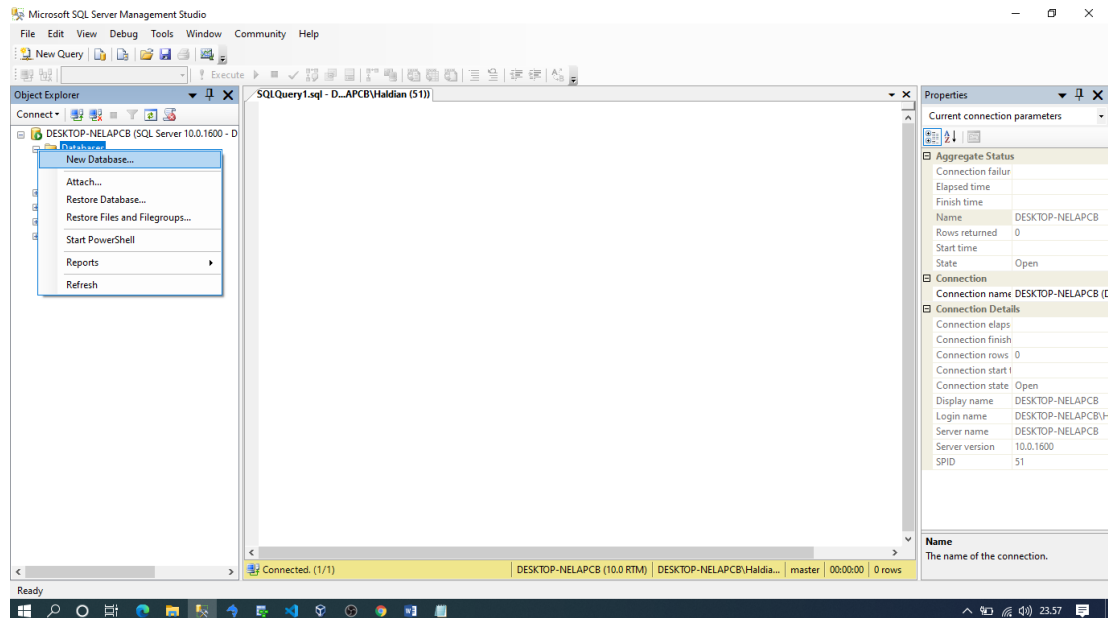 Microsoft SQL Server Management Studio
File Edit View Debug Tools Window Community Help
New Query
Execute
Object Explorer
Connect
DESKTOP-NELAPCB (SQL Server 10.0.1600 - D
Databases
New Database...
Attach...
Restore Database...
Restore Files and Filegroups...
Start PowerShell
Reports
Refresh
SQLQuery1.sql - D...APCB\Haldian (51))
Connected. (1/1)
DESKTOP-NELAPCB (10.0 RTM) DESKTOP-NELAPCB\Haldia... master 00:00:00 0 rows
Properties
Current connection parameters
Aggregate Status
Connection failur
Elapsed time
Finish time
Name DESKTOP-NELAPCB
Rows returned 0
Start time
State Open
Connection
Connection name DESKTOP-NELAPCB (D
Connection Details
Connection elaps
Connection finish
Connection rows 0
Connection start t
Connection state Open
Display name DESKTOP-NELAPCB
Login name DESKTOP-NELAPCB\H
Server name DESKTOP-NELAPCB
Server version 10.0.1600
SPID 51
Name
The name of the connection.
Ready
23.57